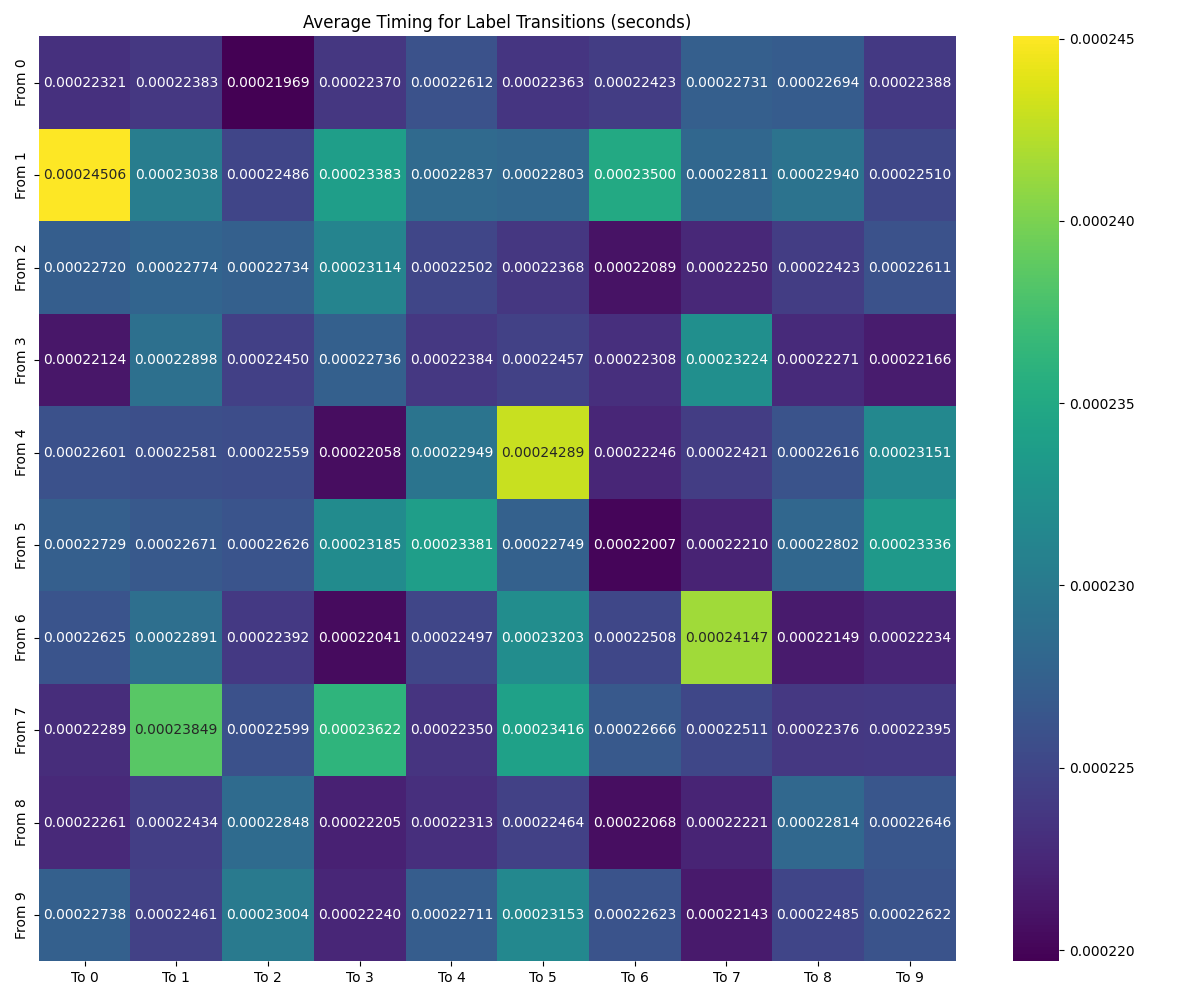 Average Timing for Label Transitions (seconds)
From 0 0.00022321 0.00022383 0.00021969 0.00022370 0.00022612 0.00022363 0.00022423 0.00022731 0.00022694 0.00022388
From 1 0.00024506 0.00023038 0.00022486 0.00023383 0.00022837 0.00022803 0.00023500 0.00022811 0.00022940 0.00022510
From 2 0.00022720 0.00022774 0.00022734 0.00023114 0.00022502 0.00022368 0.00022089 0.00022250 0.00022423 0.00022611
From 3 0.00022124 0.00022898 0.00022450 0.00022736 0.00022384 0.00022457 0.00022308 0.00023224 0.00022271 0.00022166
From 4 0.00022601 0.00022581 0.00022559 0.00022058 0.00022949 0.00024289 0.00022246 0.00022421 0.00022616 0.00023151
From 5 0.00022729 0.00022671 0.00022626 0.00023185 0.00023381 0.00022749 0.00022007 0.00022210 0.00022802 0.00023336
From 6 0.00022625 0.00022891 0.00022392 0.00022041 0.00022497 0.00023203 0.00022508 0.00024147 0.00022149 0.00022234
From 7 0.00022289 0.00023849 0.00022599 0.00023622 0.00022350 0.00023416 0.00022666 0.00022511 0.00022376 0.00022395
From 8 0.00022261 0.00022434 0.00022848 0.00022205 0.00022313 0.00022464 0.00022068 0.00022221 0.00022814 0.00022646
From 9 0.00022738 0.00022461 0.00023004 0.00022240 0.00022711 0.00023153 0.00022623 0.00022143 0.00022485 0.00022622
To 0 To 1 To 2 To 3 To 4 To 5 To 6 To 7 To 8 To 9
0.000245
0.000240
0.000235
0.000230
0.000225
0.000220